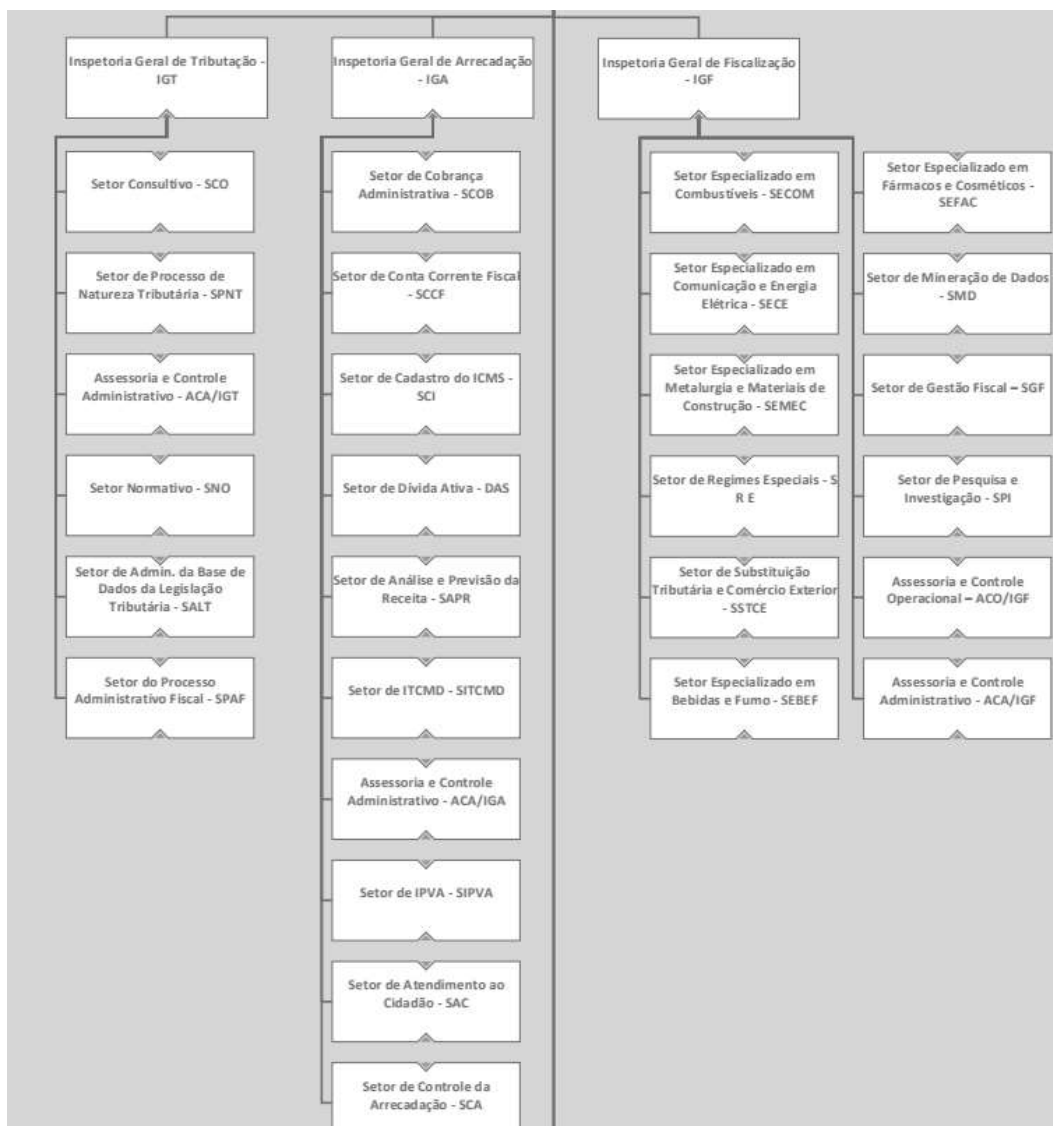 Inspetoria Geral de Tributação -
IGT
Inspetoria Geral de Arrecadação
- IGA
Inspetoria Geral de Fiscalização
- IGF
Setor Consultivo - SCO
Setor de Processo de
Natureza Tributária - SPNT
Assessoria e Controle
Administrativo - ACA/IGT
Setor Normativo - SNO
Setor de Admin. da Base de
Dados da Legislação
Tributária - SALT
Setor do Processo
Administrativo Fiscal - SPAF
Setor de Cobrança
Administrativa - SCOB
Setor de Conta Corrente Fiscal
- SCCF
Setor de Cadastro do ICMS -
SCI
Setor de Dívida Ativa - DAS
Setor de Análise e Previsão da
Receita - SAPR
Setor de ITCMD - SITCMD
Assessoria e Controle
Administrativo - ACA/IGA
Setor de IPVA - SIPVA
Setor de Atendimento ao
Cidadão - SAC
Setor de Controle da
Arrecadação - SCA
Setor Especializado em
Combustíveis - SECOM
Setor Especializado em
Comunicação e Energia
Elétrica - SECE
Setor Especializado em
Metalurgia e Materiais de
Construção - SEMEC
Setor de Regimes Especiais - S
R E
Setor de Substituição
Tributária e Comércio Exterior
- SSTCE
Setor Especializado em
Bebidas e Fumo - SEBEF
Setor Especializado em
Fármacos e Cosméticos -
SEFAC
Setor de Mineração de Dados
- SMD
Setor de Gestão Fiscal – SGF
Setor de Pesquisa e
Investigação - SPI
Assessoria e Controle
Operacional – ACO/IGF
Assessoria e Controle
Administrativo - ACA/IGF